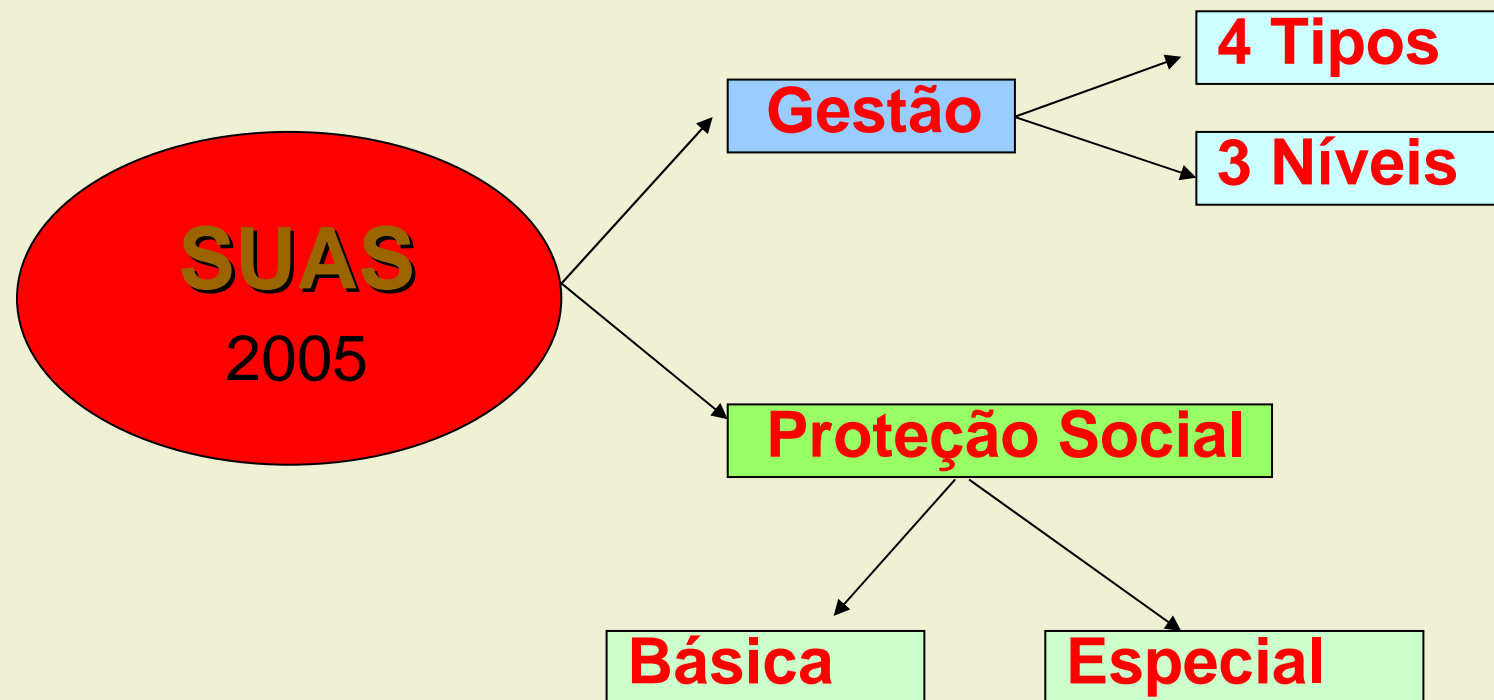 SUAS
2005
Gestão
4 Tipos
3 Níveis
Proteção Social
Básica
Especial